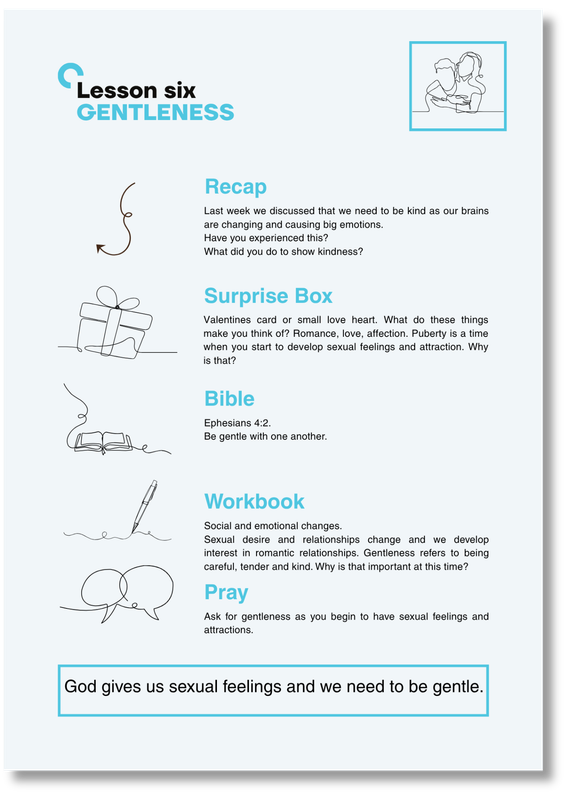 Lesson six
GENTLENESS
Recap
Last week we discussed that we need to be kind as our brains
are changing and causing big emotions.
Have you experienced this?
What did you do to show kindness?
Surprise Box
Valentines card or small love heart. What do these things
make you think of? Romance, love, affection. Puberty is a time
when you start to develop sexual feelings and attraction. Why
is that?
Bible
Ephesians 4:2.
Be gentle with one another.
Workbook
Social and emotional changes.
Sexual desire and relationships change and we develop
interest in romantic relationships. Gentleness refers to being
careful, tender and kind. Why is that important at this time?
Pray
Ask for gentleness as you begin to have sexual feelings and
attractions.
God gives us sexual feelings and we need to be gentle.